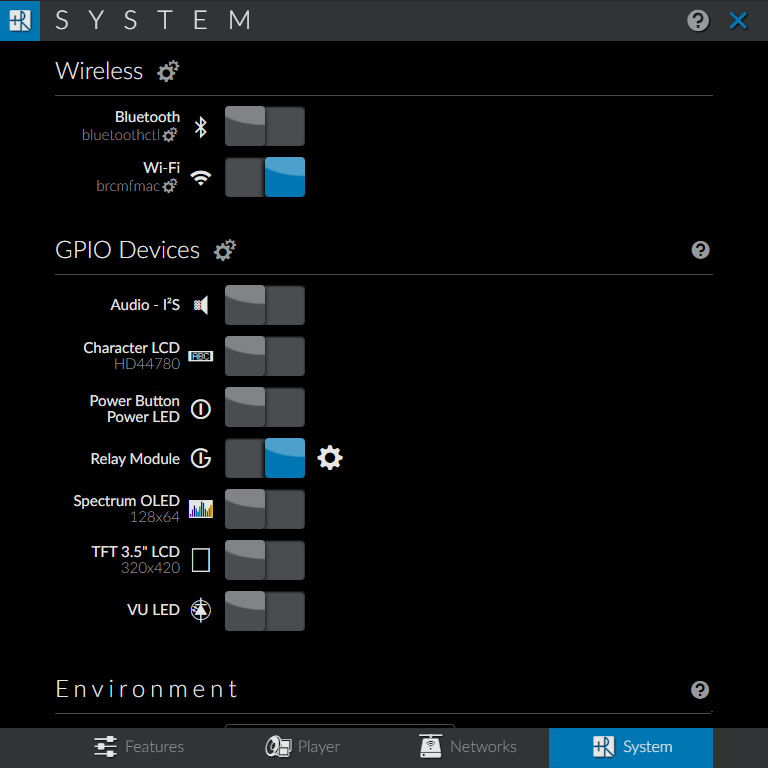 SYSTEM
Wireless
Bluetooth
bluetoothctl
Wi-Fi
brcmfmac
GPIO Devices
Audio - I²S
Character LCD
HD44780
ABC
Power Button
Power LED
Relay Module
Spectrum OLED
128x64
TFT 3.5" LCD
320x420
VU LED
Environment
Features
Player
Networks
System